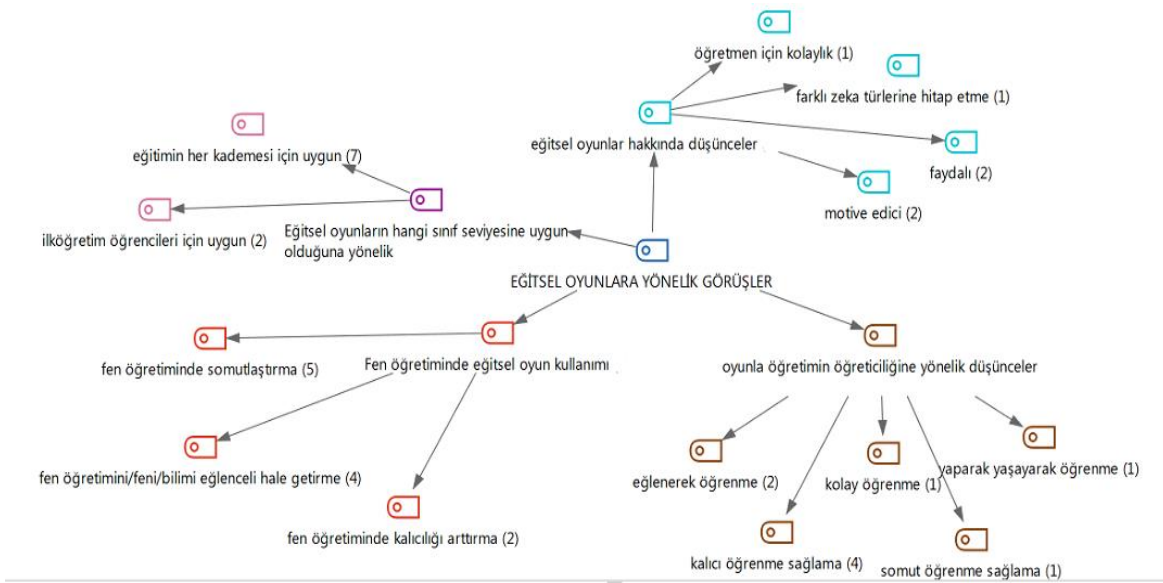 öğretmen için kolaylık (1)
farklı zeka türlerine hitap etme (1)
eğitsel oyunlar hakkında düşünceler
eğitimin her kademesi için uygun (7)
faydalı (2)
motive edici (2)
ilköğretim öğrencileri için uygun (2)
Eğitsel oyunların hangi sınıf seviyesine uygun
olduğuna yönelik
EĞİTSEL OYUNLARA YÖNELİK GÖRÜŞLER
fen öğretiminde somutlaştırma (5)
Fen öğretiminde eğitsel oyun kullanımı
oyunla öğretimin öğreticiliğine yönelik düşünceler
fen öğretimini/feni/bilimi eğlenceli hale getirme (4)
eğlenerek öğrenme (2)
kolay öğrenme (1)
yaparak yaşayarak öğrenme (1)
fen öğretiminde kalıcılığı arttırma (2)
kalıcı öğrenme sağlama (4)
somut öğrenme sağlama (1)